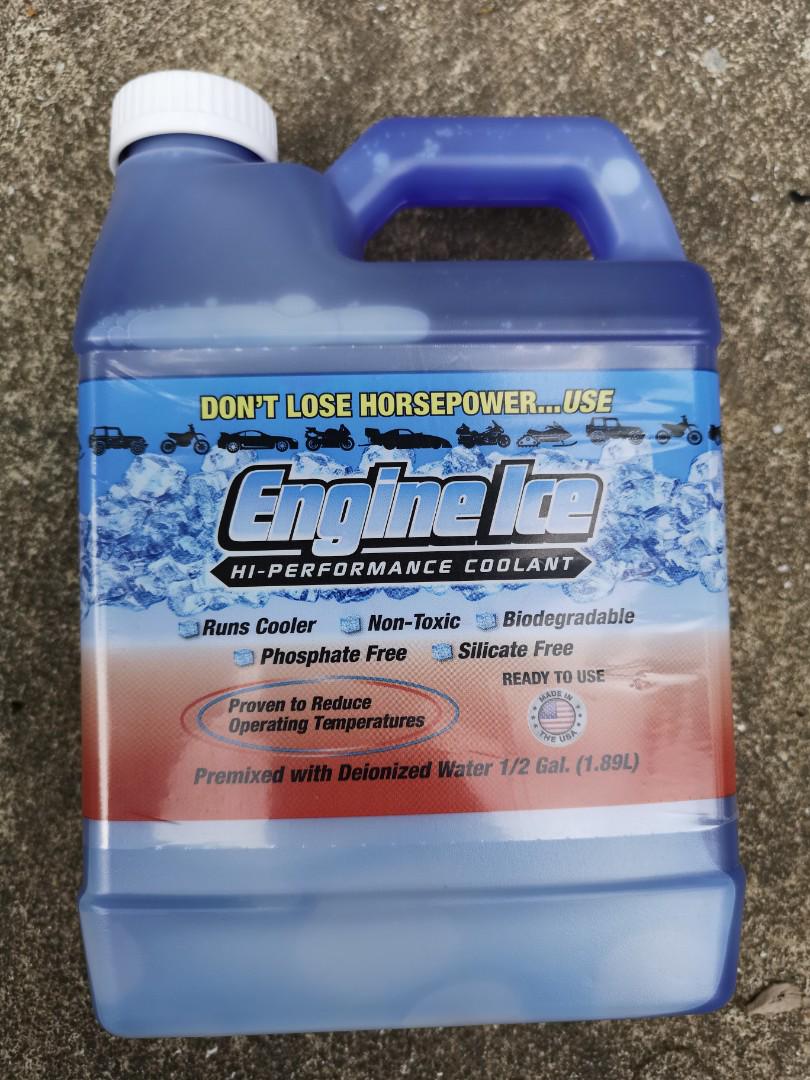 DON'T LOSE HORSEPOWER...USE
Engine Ice
HI-PERFORMANCE COOLANT
Runs Cooler Non-Toxic Biodegradable
Phosphate Free Silicate Free
READY TO USE
Proven to Reduce
Operating Temperatures
MADE IN
THE USA
Premixed with Deionized Water 1/2 Gal. (1.89L)